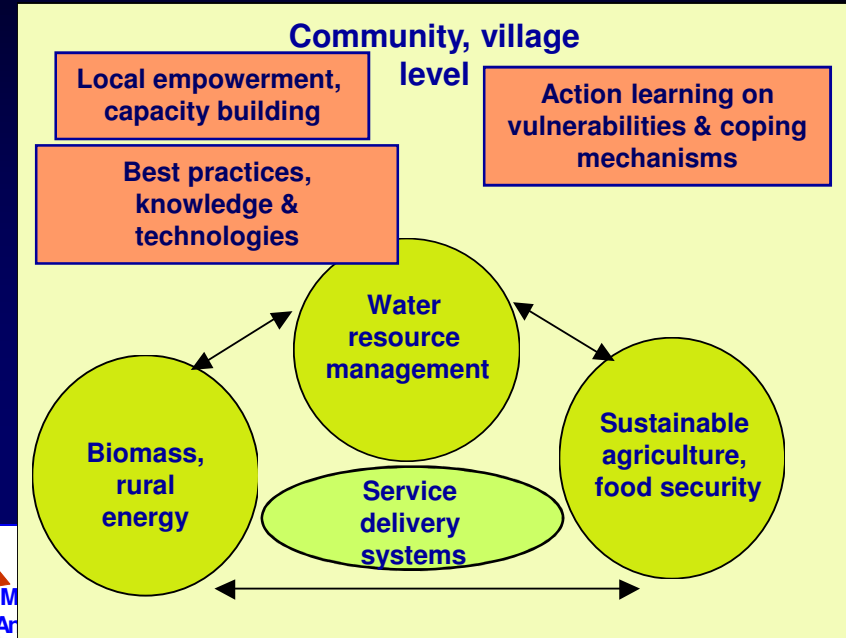 Community, village
level
Local empowerment,
capacity building
Action learning on
vulnerabilities & coping
mechanisms
Best practices,
knowledge &
technologies
Water
resource
management
Biomass,
rural
energy
Sustainable
agriculture,
food security
Service
delivery
systems